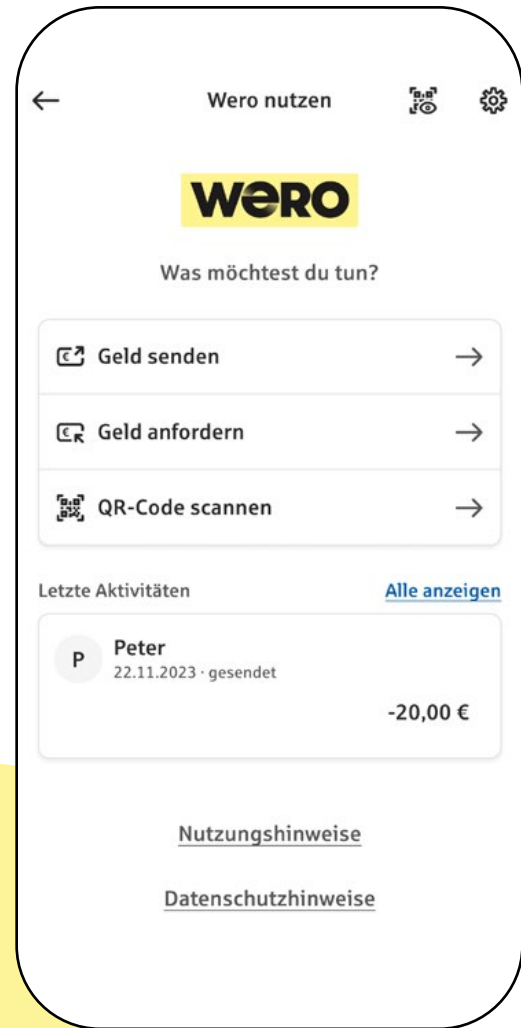 Wero nutzen
wero
Was möchtest du tun?
Geld senden
Geld anfordern
QR-Code scannen
Letzte Aktivitäten
Alle anzeigen
P
Peter
22.11.2023 · gesendet
-20,00 €
Nutzungshinweise
Datenschutzhinweise